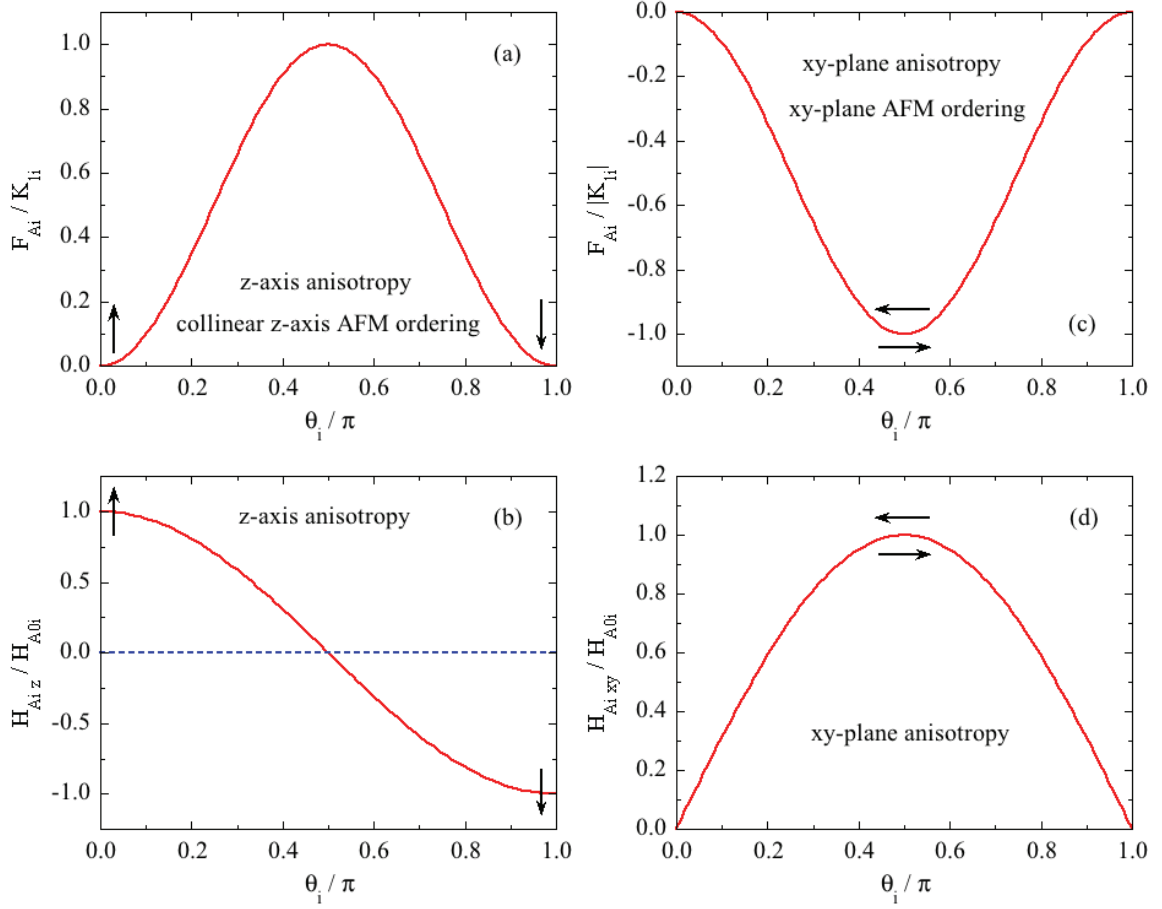 1.0
0.8
0.6
0.4
0.2
0.0
F_Ai / K_1i
(a)
z-axis anisotropy
collinear z-axis AFM ordering
0.0 0.2 0.4 0.6 0.8 1.0
θ_i / π
0.0
-0.2
-0.4
-0.6
-0.8
-1.0
F_Ai / |K_1i|
xy-plane anisotropy
xy-plane AFM ordering
(c)
0.0 0.2 0.4 0.6 0.8 1.0
θ_i / π
1.0
0.5
0.0
-0.5
-1.0
H_Ai z / H_A0i
z-axis anisotropy
(b)
0.0 0.2 0.4 0.6 0.8 1.0
θ_i / π
1.2
1.0
0.8
0.6
0.4
0.2
0.0
H_Ai xy / H_A0i
(d)
xy-plane anisotropy
0.0 0.2 0.4 0.6 0.8 1.0
θ_i / π